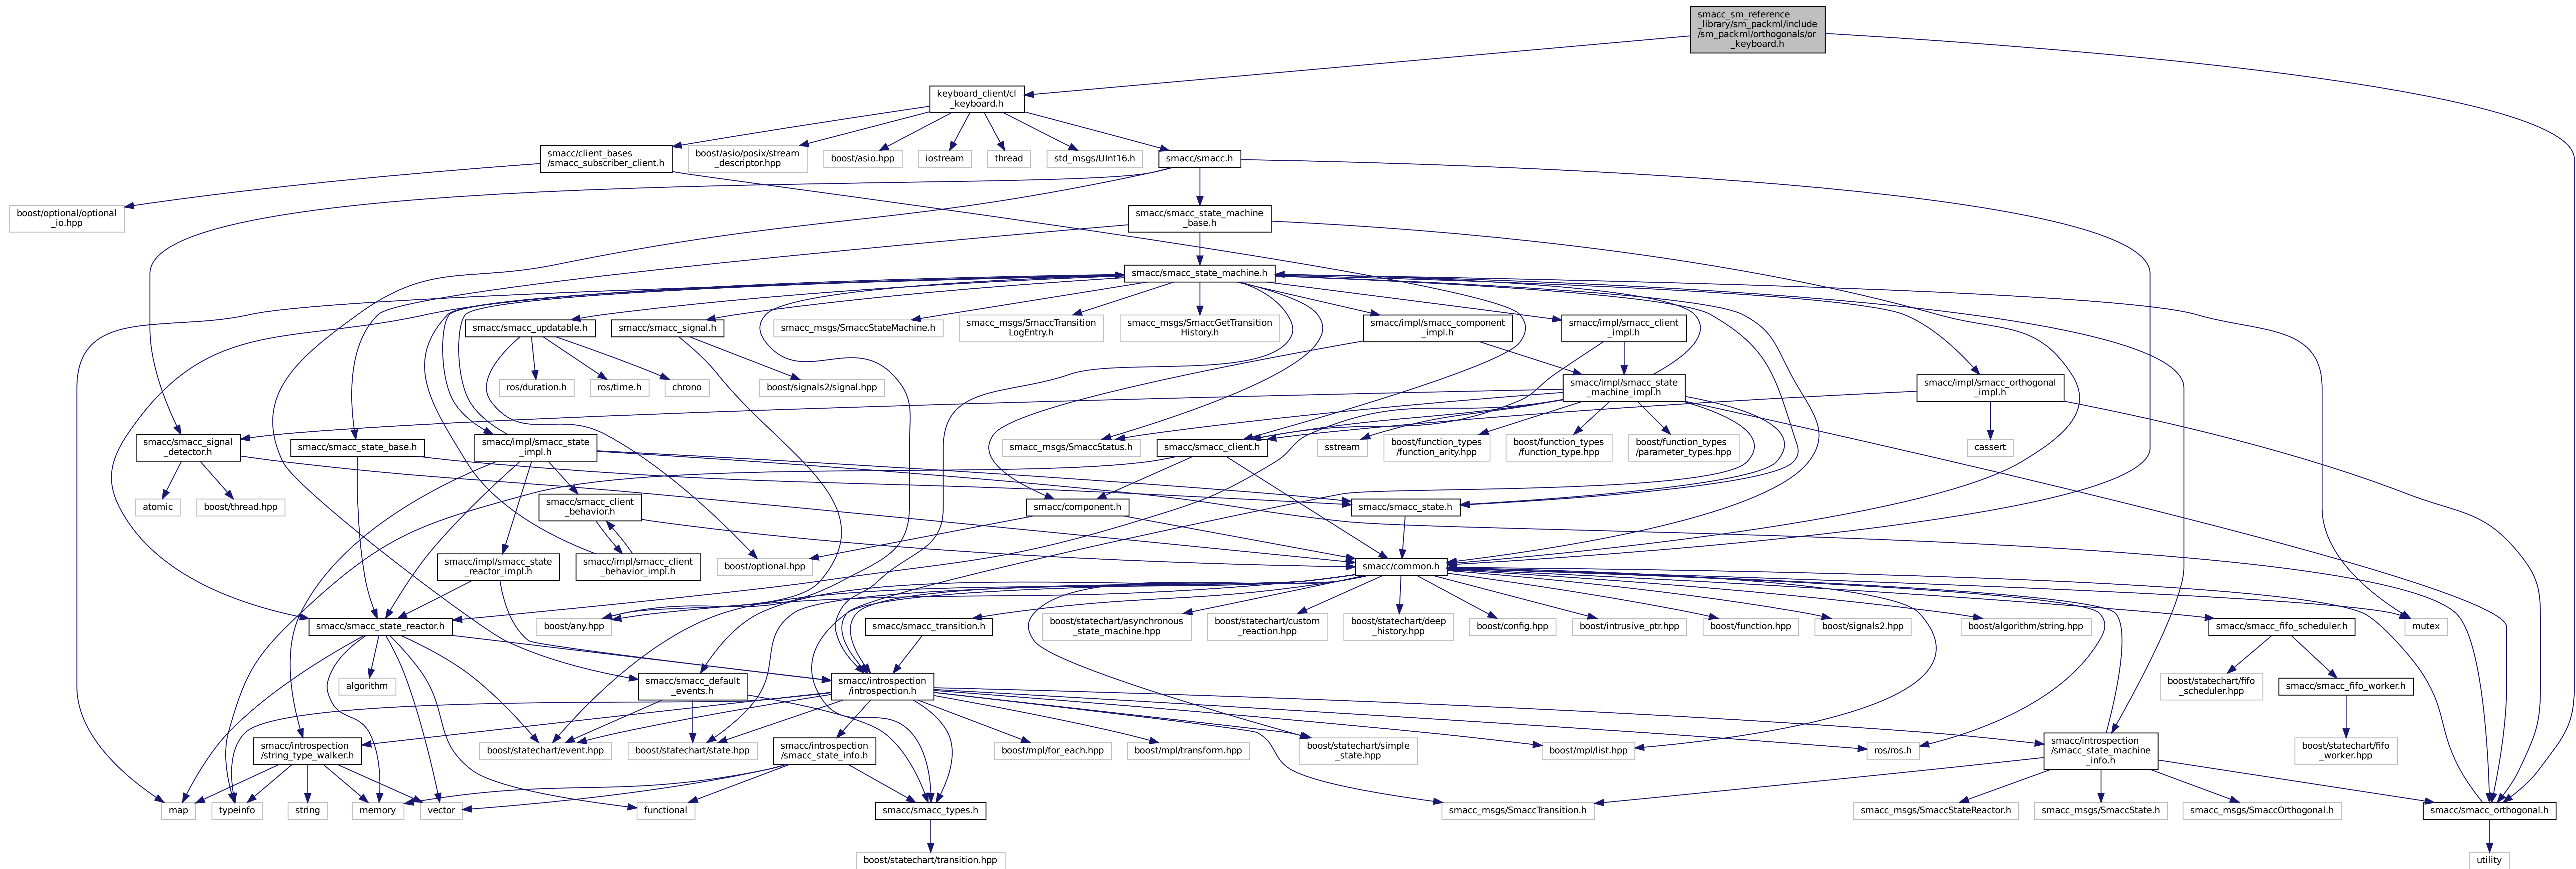 smacc_sm_reference
_library/sm_packml/include
/sm_packml/orthogonals/or
_keyboard.h
keyboard_client/cl
_keyboard.h
smacc/client_bases
/smacc_subscriber_client.h
boost/asio/posix/stream
_descriptor.hpp
boost/asio.hpp
iostream
thread
std_msgs/UInt16.h
smacc/smacc.h
boost/optional/optional
_io.hpp
smacc/smacc_state_machine
_base.h
smacc/smacc_state_machine.h
smacc/smacc_updatable.h
smacc/smacc_signal.h
smacc_msgs/SmaccStateMachine.h
smacc_msgs/SmaccTransition
LogEntry.h
smacc_msgs/SmaccGetTransition
History.h
smacc/impl/smacc_component
_impl.h
smacc/impl/smacc_client
_impl.h
ros/duration.h
ros/time.h
chrono
boost/signals2/signal.hpp
smacc/impl/smacc_state
_machine_impl.h
smacc/impl/smacc_orthogonal
_impl.h
smacc/smacc_signal
_detector.h
smacc/smacc_state_base.h
smacc/impl/smacc_state
_impl.h
smacc_msgs/SmaccStatus.h
smacc/smacc_client.h
sstream
boost/function_types
/function_arity.hpp
boost/function_types
/function_type.hpp
boost/function_types
/parameter_types.hpp
cassert
atomic
boost/thread.hpp
smacc/smacc_client
_behavior.h
smacc/component.h
smacc/smacc_state.h
smacc/impl/smacc_state
_reactor_impl.h
smacc/impl/smacc_client
_behavior_impl.h
boost/optional.hpp
smacc/common.h
smacc/smacc_state_reactor.h
boost/any.hpp
smacc/smacc_transition.h
boost/statechart/asynchronous
_state_machine.hpp
boost/statechart/custom
_reaction.hpp
boost/statechart/deep
_history.hpp
boost/config.hpp
boost/intrusive_ptr.hpp
boost/function.hpp
boost/signals2.hpp
boost/algorithm/string.hpp
smacc/smacc_fifo_scheduler.h
mutex
algorithm
smacc/smacc_default
_events.h
smacc/introspection
/introspection.h
boost/statechart/fifo
_scheduler.hpp
smacc/smacc_fifo_worker.h
smacc/introspection
/string_type_walker.h
boost/statechart/event.hpp
boost/statechart/state.hpp
smacc/introspection
/smacc_state_info.h
boost/mpl/for_each.hpp
boost/mpl/transform.hpp
boost/statechart/simple
_state.hpp
boost/mpl/list.hpp
ros/ros.h
smacc/introspection
/smacc_state_machine
_info.h
boost/statechart/fifo
_worker.hpp
map
typeinfo
string
memory
vector
functional
smacc/smacc_types.h
smacc_msgs/SmaccTransition.h
smacc_msgs/SmaccStateReactor.h
smacc_msgs/SmaccState.h
smacc_msgs/SmaccOrthogonal.h
smacc/smacc_orthogonal.h
boost/statechart/transition.hpp
utility